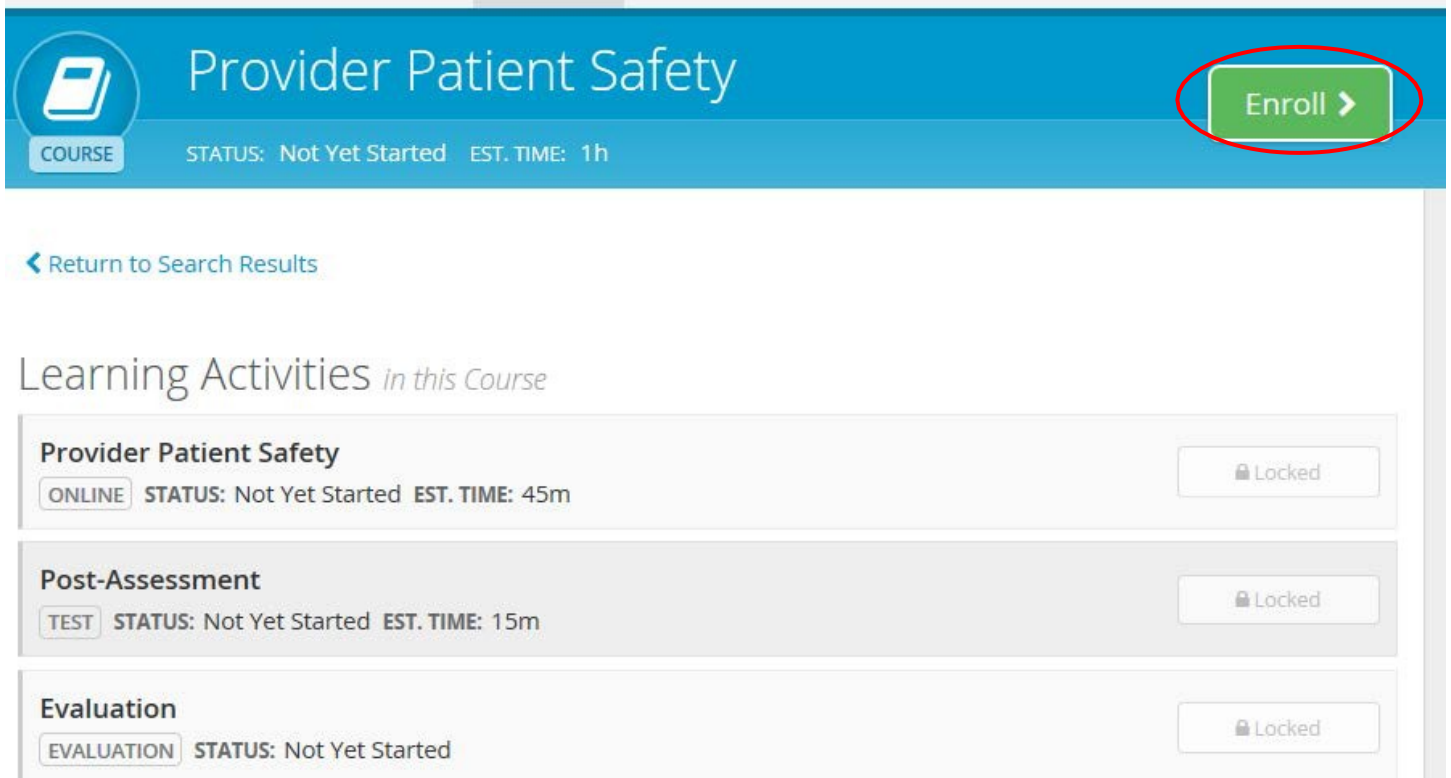 Provider Patient Safety
Enroll
COURSE
STATUS: Not Yet Started EST. TIME: 1h
Return to Search Results
Learning Activities in this Course
Provider Patient Safety
ONLINE STATUS: Not Yet Started EST. TIME: 45m
Locked
Post-Assessment
TEST STATUS: Not Yet Started EST. TIME: 15m
Locked
Evaluation
EVALUATION STATUS: Not Yet Started
Locked